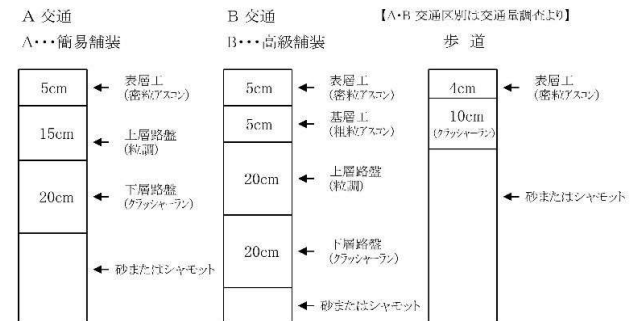 A 交通
A・・・簡易舗装
5cm
表層工
(密粒アスコン)
15cm
上層路盤
(粒調)
20cm
下層路盤
(クラッシャーラン)
砂またはシャモット
B 交通
B・・・高級舗装
5cm
表層工
(密粒アスコン)
5cm
基層工
(粗粒アスコン)
20cm
上層路盤
(粒調)
20cm
下層路盤
(クラッシャーラン)
砂またはシャモット
【A・B 交通区別は交通量調査より】
歩 道
4cm
表層工
(密粒アスコン)
10cm
(クラッシャーラン)
砂またはシャモット